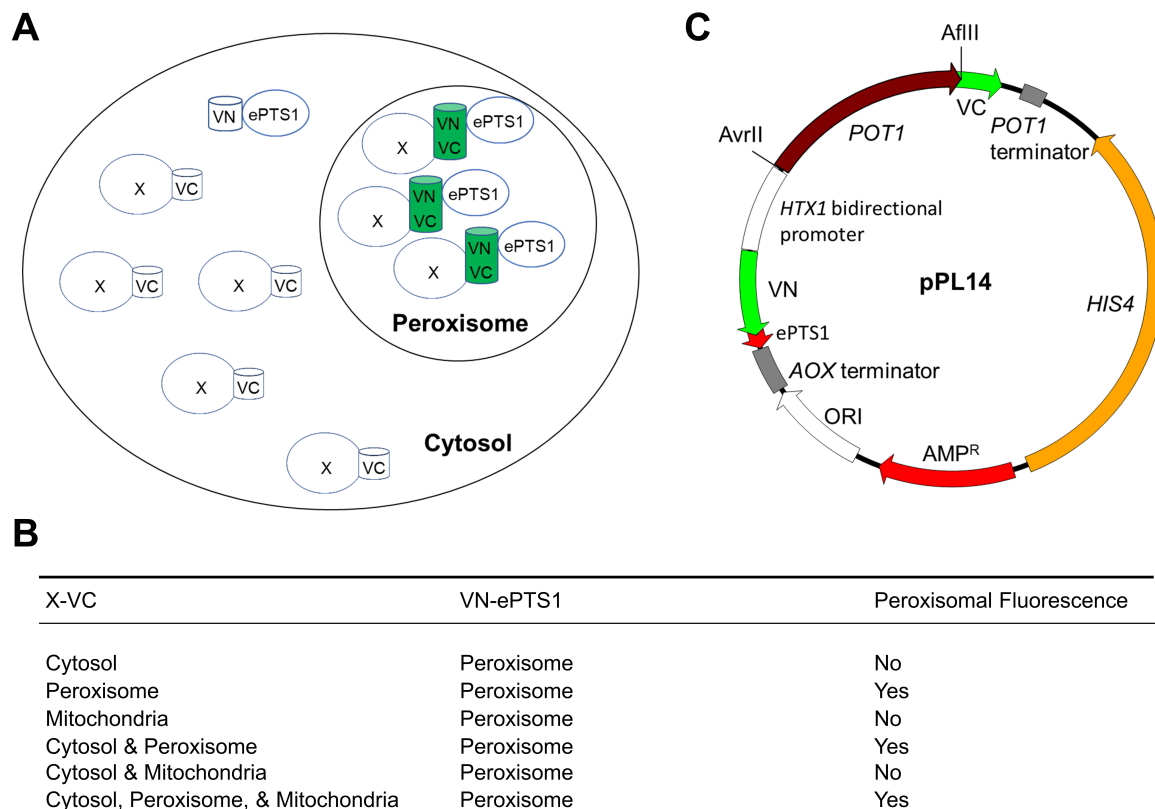 A
VN
ePTS1
X
VC
X
VC
X
VC
X
VC
X
VC
VN
VC
ePTS1
X
VN
VC
ePTS1
X
VN
VC
ePTS1
X
Peroxisome
Cytosol
C
AflII
VC
POT1
POT1
terminator
AvrII
HTX1 bidirectional
promoter
VN
pPL14
HIS4
ePTS1
AOX terminator
ORI
AMPᴿ
B
X-VC VN-ePTS1 Peroxisomal Fluorescence
Cytosol Peroxisome No
Peroxisome Peroxisome Yes
Mitochondria Peroxisome No
Cytosol & Peroxisome Peroxisome Yes
Cytosol & Mitochondria Peroxisome No
Cytosol, Peroxisome, & Mitochondria Peroxisome Yes